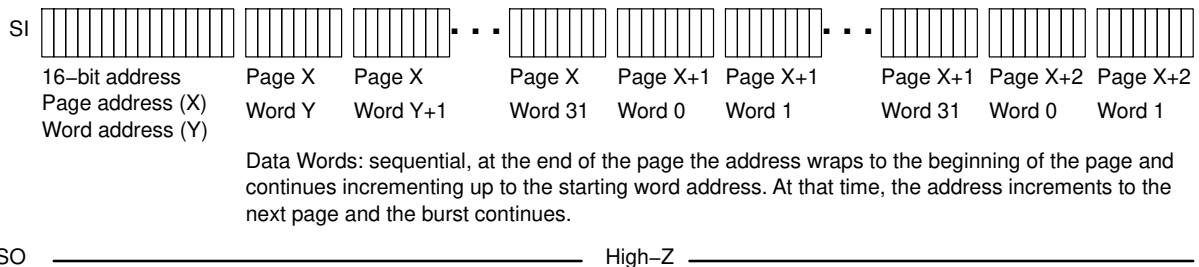 SI
16−bit address Page X Page X Page X Page X+1 Page X+1 Page X+1 Page X+2 Page X+2
Page address (X) Word Y Word Y+1 Word 31 Word 0 Word 1 Word 31 Word 0 Word 1
Word address (Y)
Data Words: sequential, at the end of the page the address wraps to the beginning of the page and
continues incrementing up to the starting word address. At that time, the address increments to the
next page and the burst continues.
SO High−Z